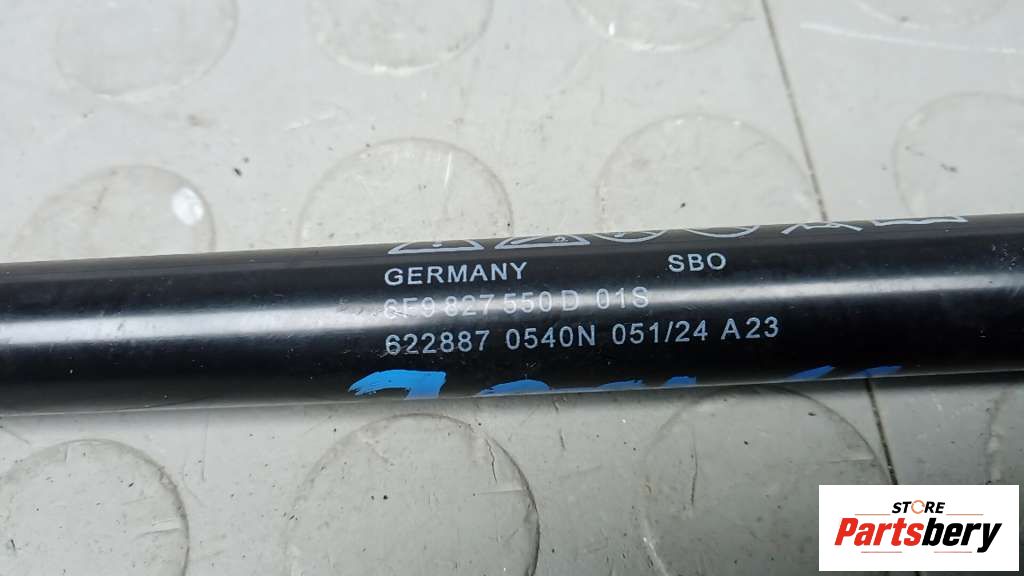 GERMANY SBO
6F9 827 550 D 01S
622887 0540N 051/24 A23
STORE
Partsbery